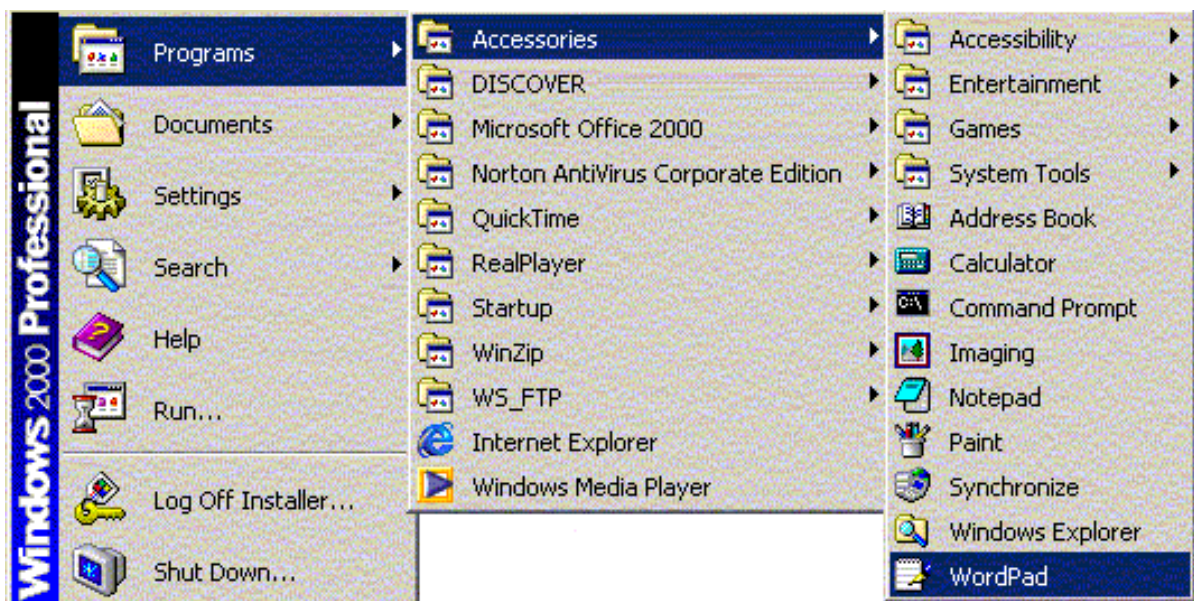 Windows 2000 Professional
Programs
Documents
Settings
Search
Help
Run...
Log Off Installer...
Shut Down...
Accessories
DISCOVER
Microsoft Office 2000
Norton AntiVirus Corporate Edition
QuickTime
RealPlayer
Startup
WinZip
WS_FTP
Internet Explorer
Windows Media Player
Accessibility
Entertainment
Games
System Tools
Address Book
Calculator
Command Prompt
Imaging
Notepad
Paint
Synchronize
Windows Explorer
WordPad